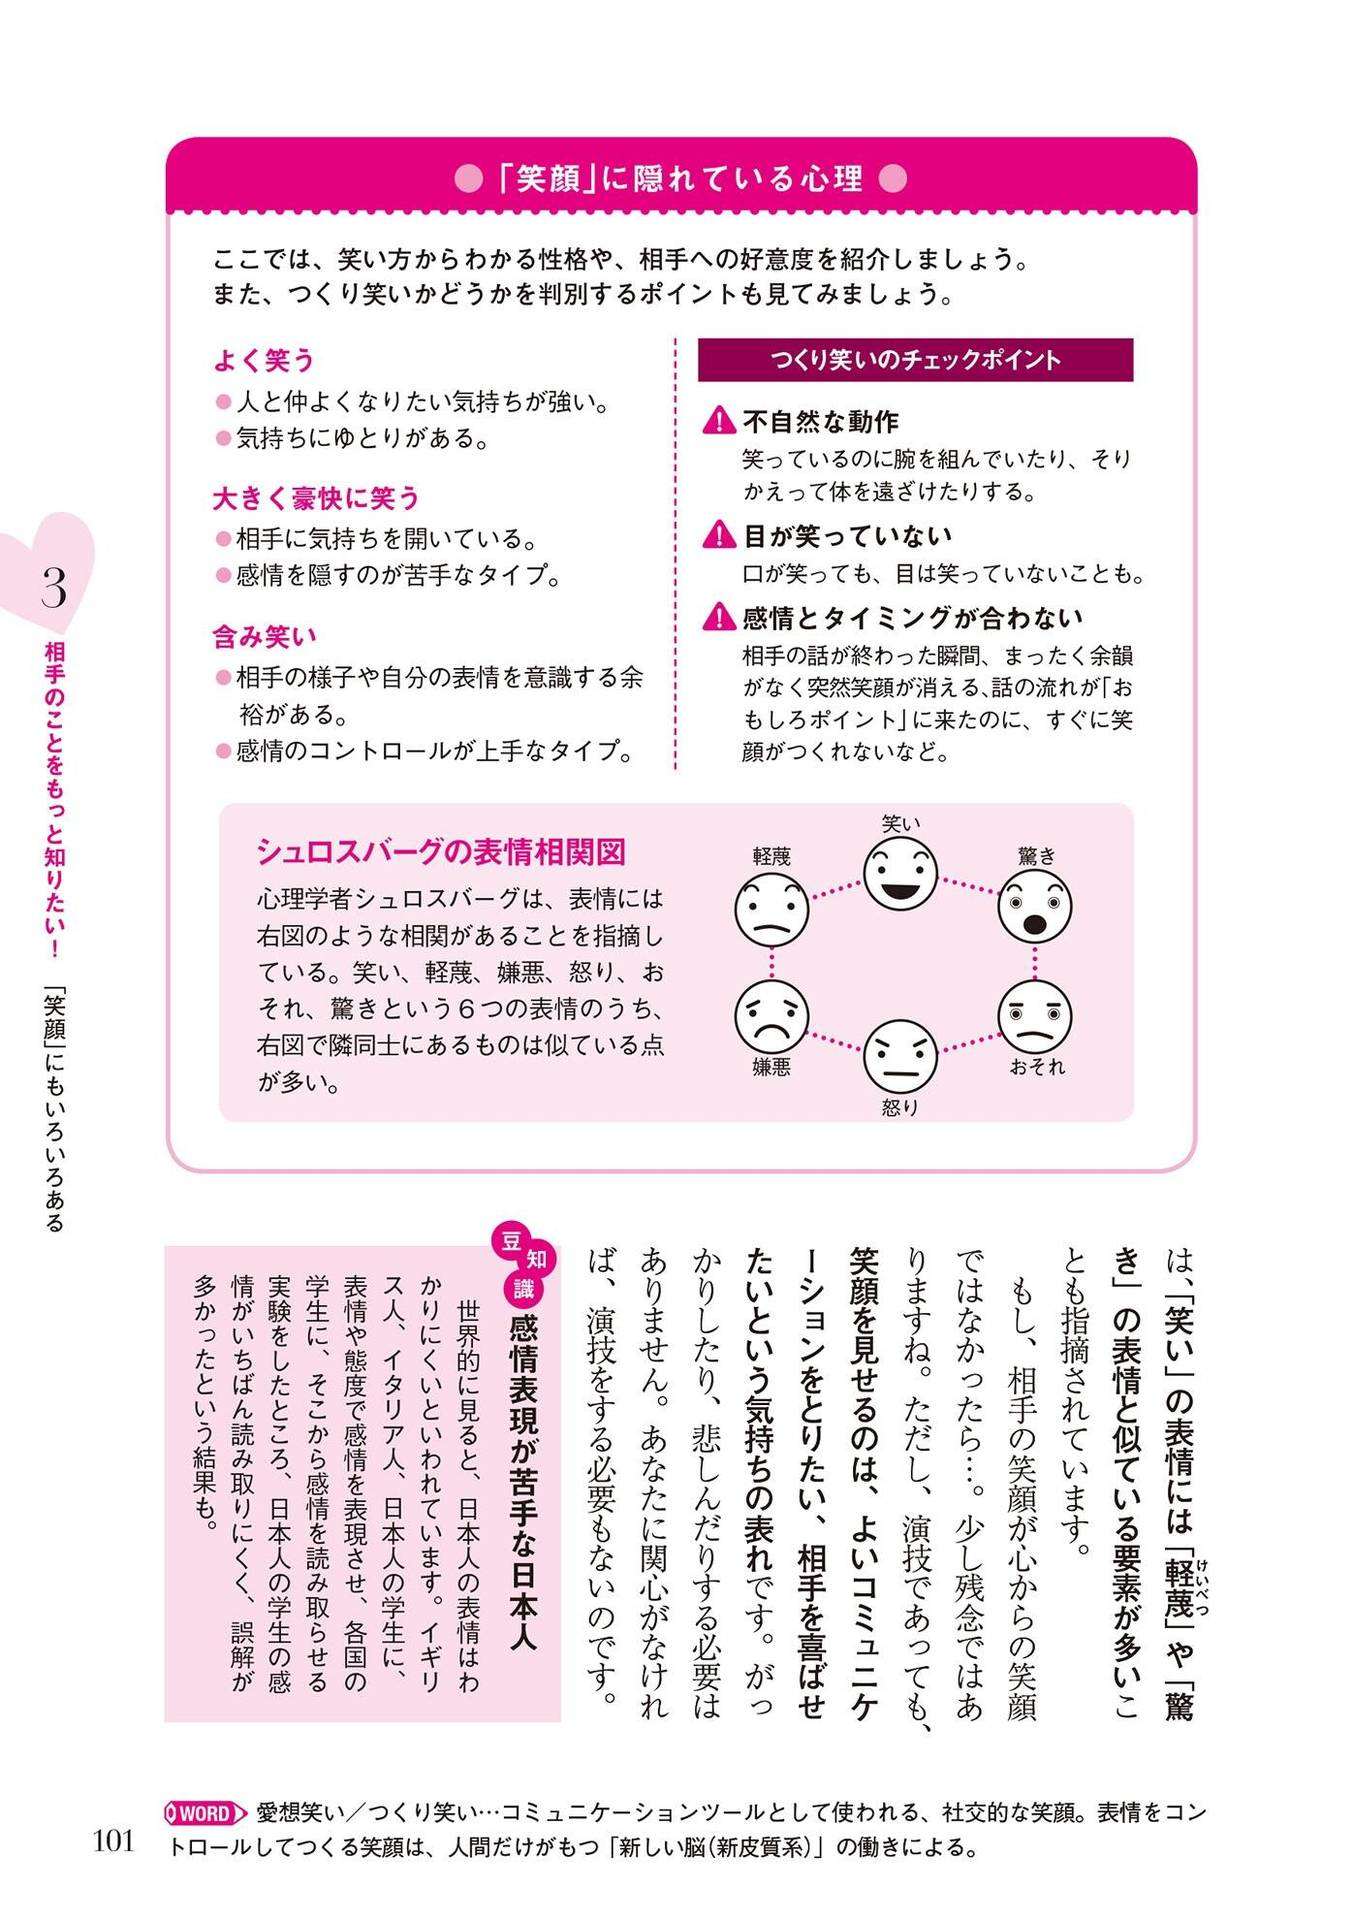 「笑顔」に隠れている心理
ここでは、笑い方からわかる性格や、相手への好意度を紹介しましょう。
また、つくり笑いかどうかを判別するポイントも見てみましょう。
よく笑う
●人と仲よくなりたい気持ちが強い。
●気持ちにゆとりがある。
大きく豪快に笑う
●相手に気持ちを開いている。
●感情を隠すのが苦手なタイプ。
含み笑い
●相手の様子や自分の表情を意識する余
裕がある。
●感情のコントロールが上手なタイプ。
つくり笑いのチェックポイント
不自然な動作
笑っているのに腕を組んでいたり、そり
かえって体を遠ざけたりする。
目が笑っていない
口が笑っても、目は笑っていないことも。
感情とタイミングが合わない
相手の話が終わった瞬間、まったく余韻
がなく突然笑顔が消える、話の流れが「お
もしろポイント」に来たのに、すぐに笑
顔がつくれないなど。
シュロスバーグの表情相関図
心理学者シュロスバーグは、表情には
右図のような相関があることを指摘し
ている。笑い、軽蔑、嫌悪、怒り、お
それ、驚きという6つの表情のうち、
右図で隣同士にあるものは似ている点
が多い。
笑い
軽蔑
驚き
嫌悪
おそれ
怒り
3
相手のことをもっと知りたい！　「笑顔」にもいろいろある
は、「笑い」の表情には「軽蔑」や「驚
けいべつ
き」の表情と似ている要素が多いこ
とも指摘されています。
もし、相手の笑顔が心からの笑顔
ではなかったら…。少し残念ではあ
りますね。ただし、演技であっても、
笑顔を見せるのは、よいコミュニケ
ーションをとりたい、相手を喜ばせ
たいという気持ちの表れです。がっ
かりしたり、悲しんだりする必要は
ありません。あなたに関心がなけれ
ば、演技をする必要もないのです。
豆知識
感情表現が苦手な日本人
世界的に見ると、日本人の表情はわ
かりにくいといわれています。イギリ
ス人、イタリア人、日本人の学生に、
表情や態度で感情を表現させ、各国の
学生に、そこから感情を読み取らせる
実験をしたところ、日本人の学生の感
情がいちばん読み取りにくく、誤解が
多かったという結果も。
WORD 愛想笑い／つくり笑い…コミュニケーションツールとして使われる、社交的な笑顔。表情をコン
トロールしてつくる笑顔は、人間だけがもつ「新しい脳(新皮質系)」の働きによる。
101